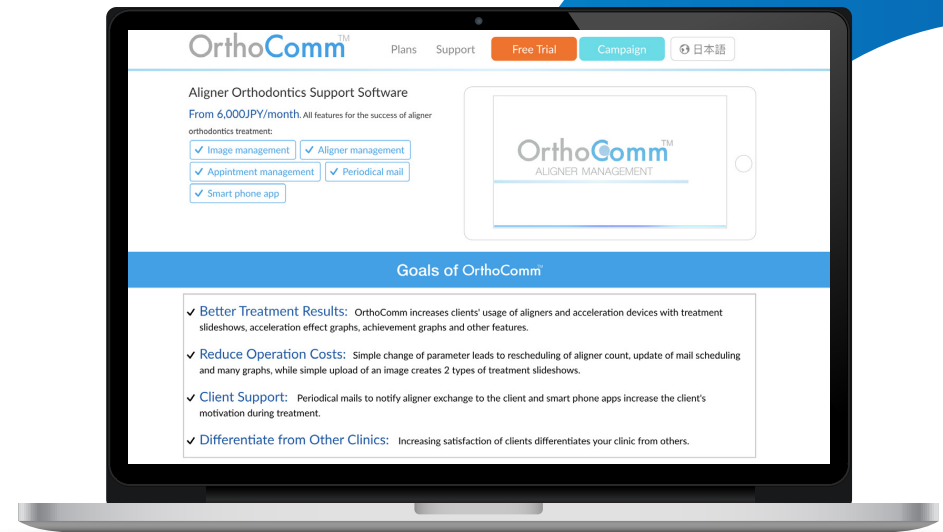 OrthoComm™
Plans Support Free Trial Campaign 日本語
Aligner Orthodontics Support Software
From 6,000JPY/month. All features for the success of aligner
orthodontics treatment:
Image management Aligner management
Appintment management Periodical mail
Smart phone app
OrthoComm™
ALIGNER MANAGEMENT
Goals of OrthoComm™
Better Treatment Results: OrthoComm increases clients' usage of aligners and acceleration devices with treatment
slideshows, acceleration effect graphs, achievement graphs and other features.
Reduce Operation Costs: Simple change of parameter leads to rescheduling of aligner count, update of mail scheduling
and many graphs, while simple upload of an image creates 2 types of treatment slideshows.
Client Support: Periodical mails to notify aligner exchange to the client and smart phone apps increase the client's
motivation during treatment.
Differentiate from Other Clinics: Increasing satisfaction of clients differentiates your clinic from others.